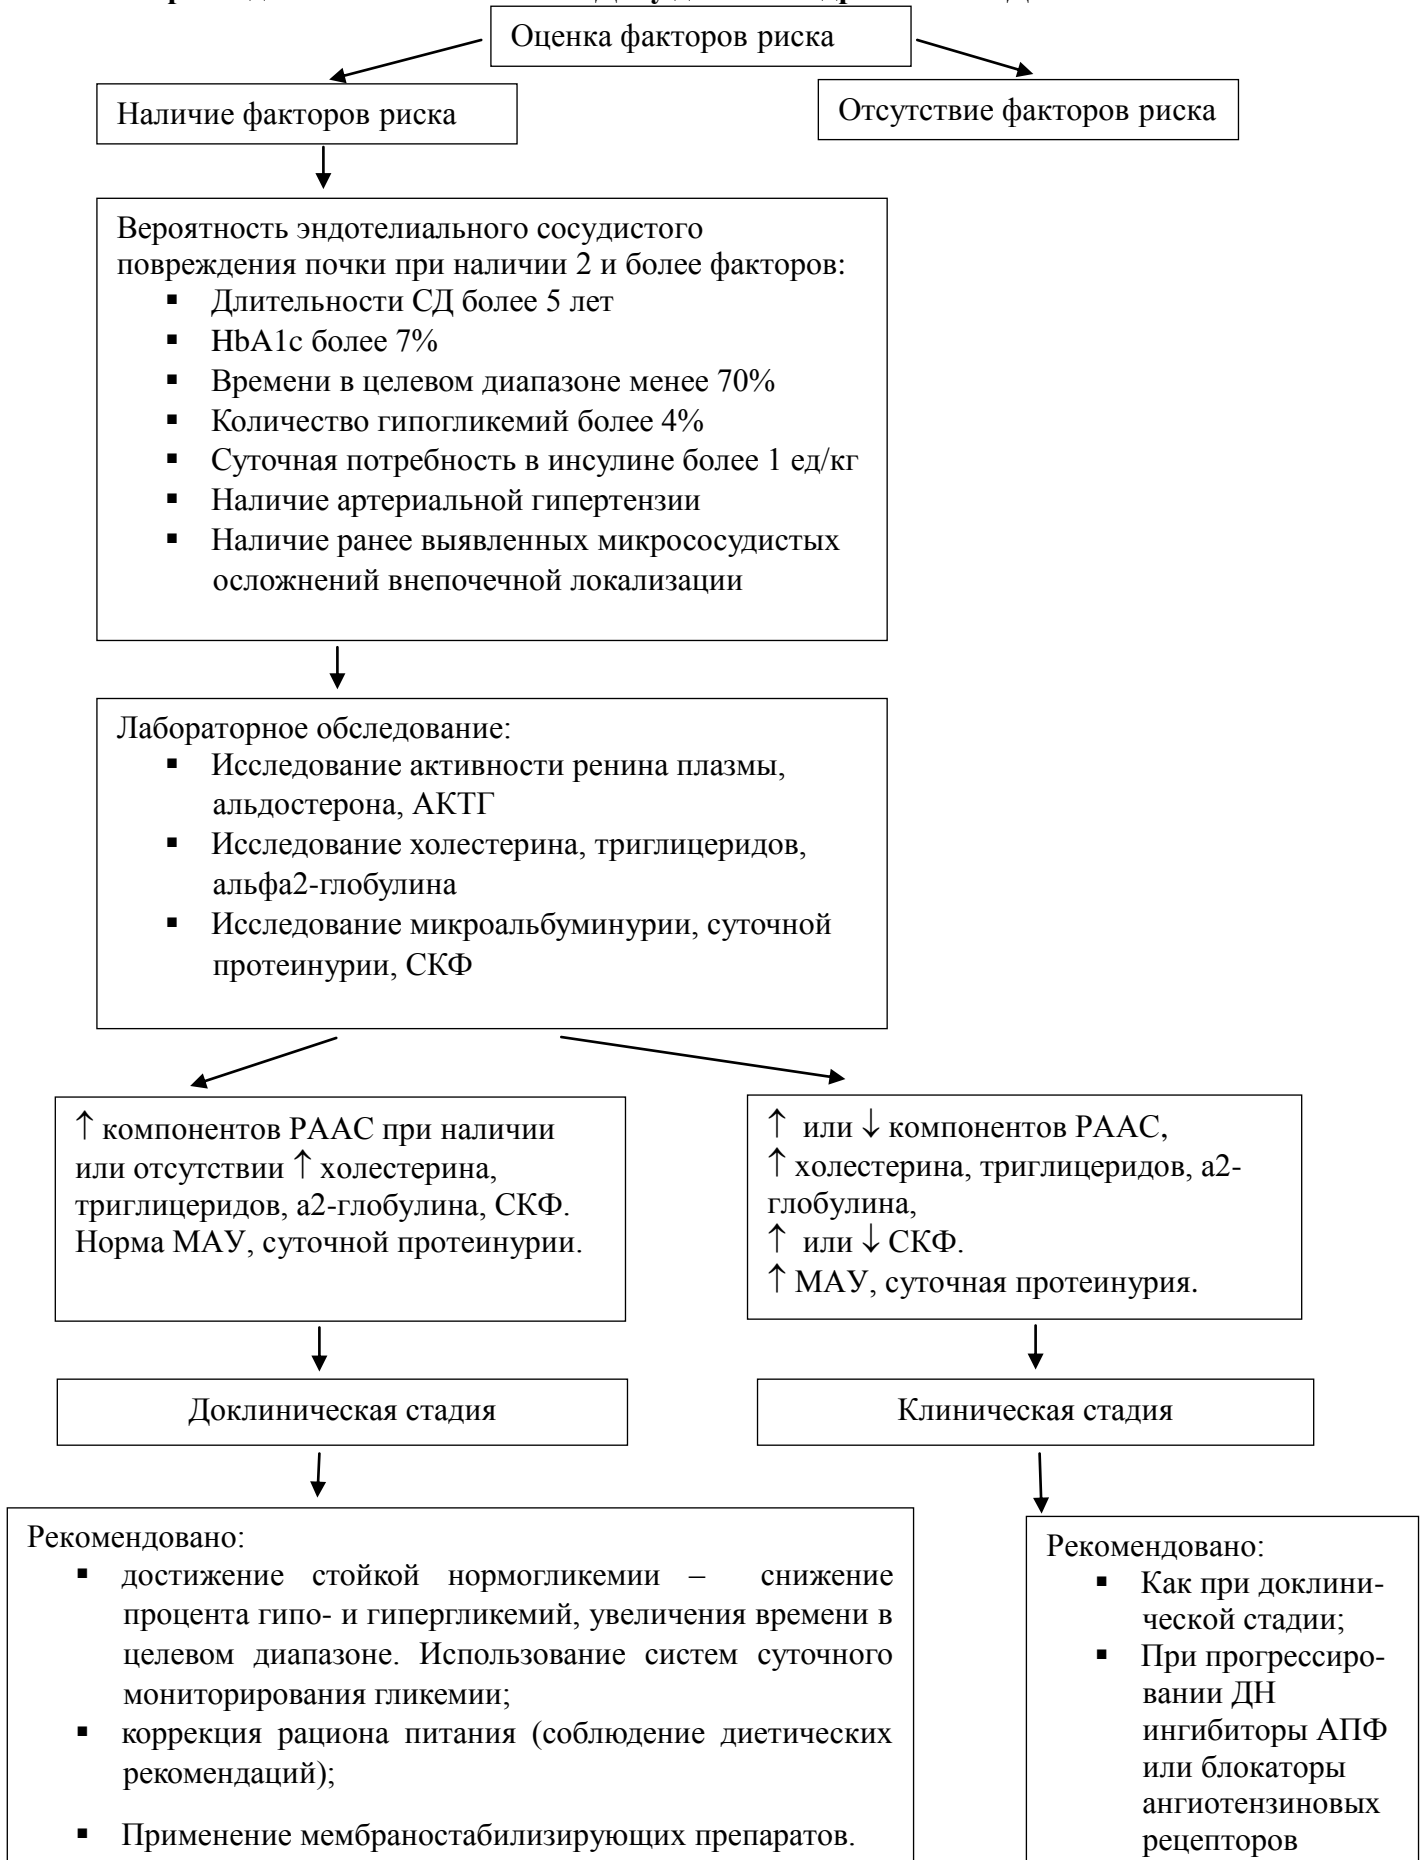 Оценка факторов риска
Наличие факторов риска
Отсутствие факторов риска
Вероятность эндотелиального сосудистого
повреждения почки при наличии 2 и более факторов:
▪ Длительности СД более 5 лет
▪ HbA1c более 7%
▪ Времени в целевом диапазоне менее 70%
▪ Количество гипогликемий более 4%
▪ Суточная потребность в инсулине более 1 ед/кг
▪ Наличие артериальной гипертензии
▪ Наличие ранее выявленных микрососудистых
осложнений внепочечной локализации
Лабораторное обследование:
▪ Исследование активности ренина плазмы,
альдостерона, АКТГ
▪ Исследование холестерина, триглицеридов,
альфа2-глобулина
▪ Исследование микроальбуминурии, суточной
протеинурии, СКФ
↑ компонентов РААС при наличии
или отсутствии ↑ холестерина,
триглицеридов, а2-глобулина, СКФ.
Норма МАУ, суточной протеинурии.
↑ или ↓ компонентов РААС,
↑ холестерина, триглицеридов, а2-
глобулина,
↑ или ↓ СКФ.
↑ МАУ, суточная протеинурия.
Доклиническая стадия
Клиническая стадия
Рекомендовано:
▪ достижение стойкой нормогликемии – снижение
процента гипо- и гипергликемий, увеличения времени в
целевом диапазоне. Использование систем суточного
мониторирования гликемии;
▪ коррекция рациона питания (соблюдение диетических
рекомендаций);
▪ Применение мембраностабилизирующих препаратов.
Рекомендовано:
▪ Как при доклини-
ческой стадии;
▪ При прогрессиро-
вании ДН
ингибиторы АПФ
или блокаторы
ангиотензиновых
рецепторов